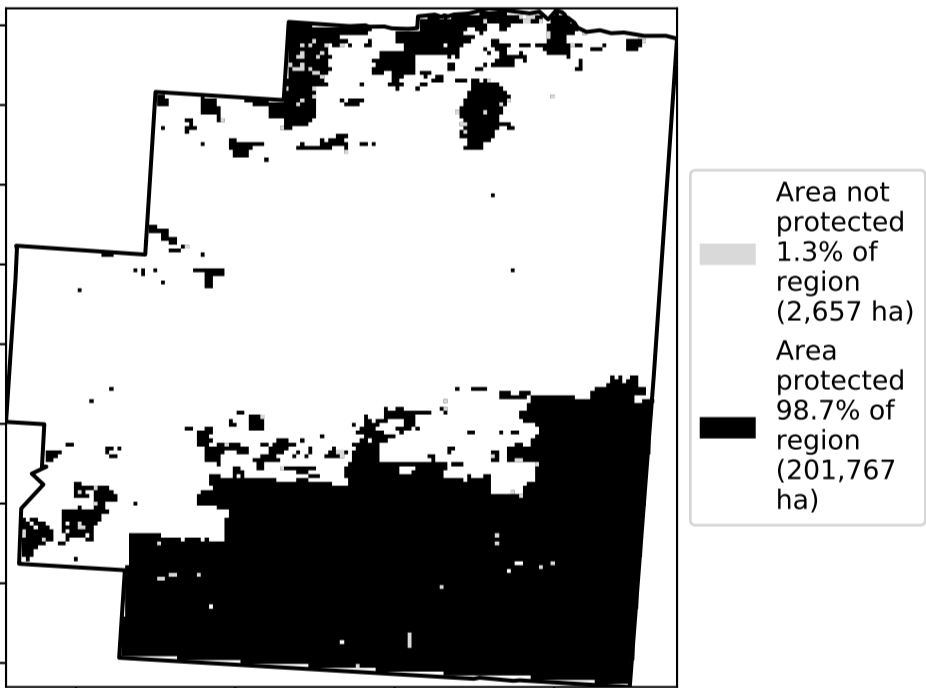 Area not
protected
1.3% of
region
(2,657 ha)
Area
protected
98.7% of
region
(201,767
ha)